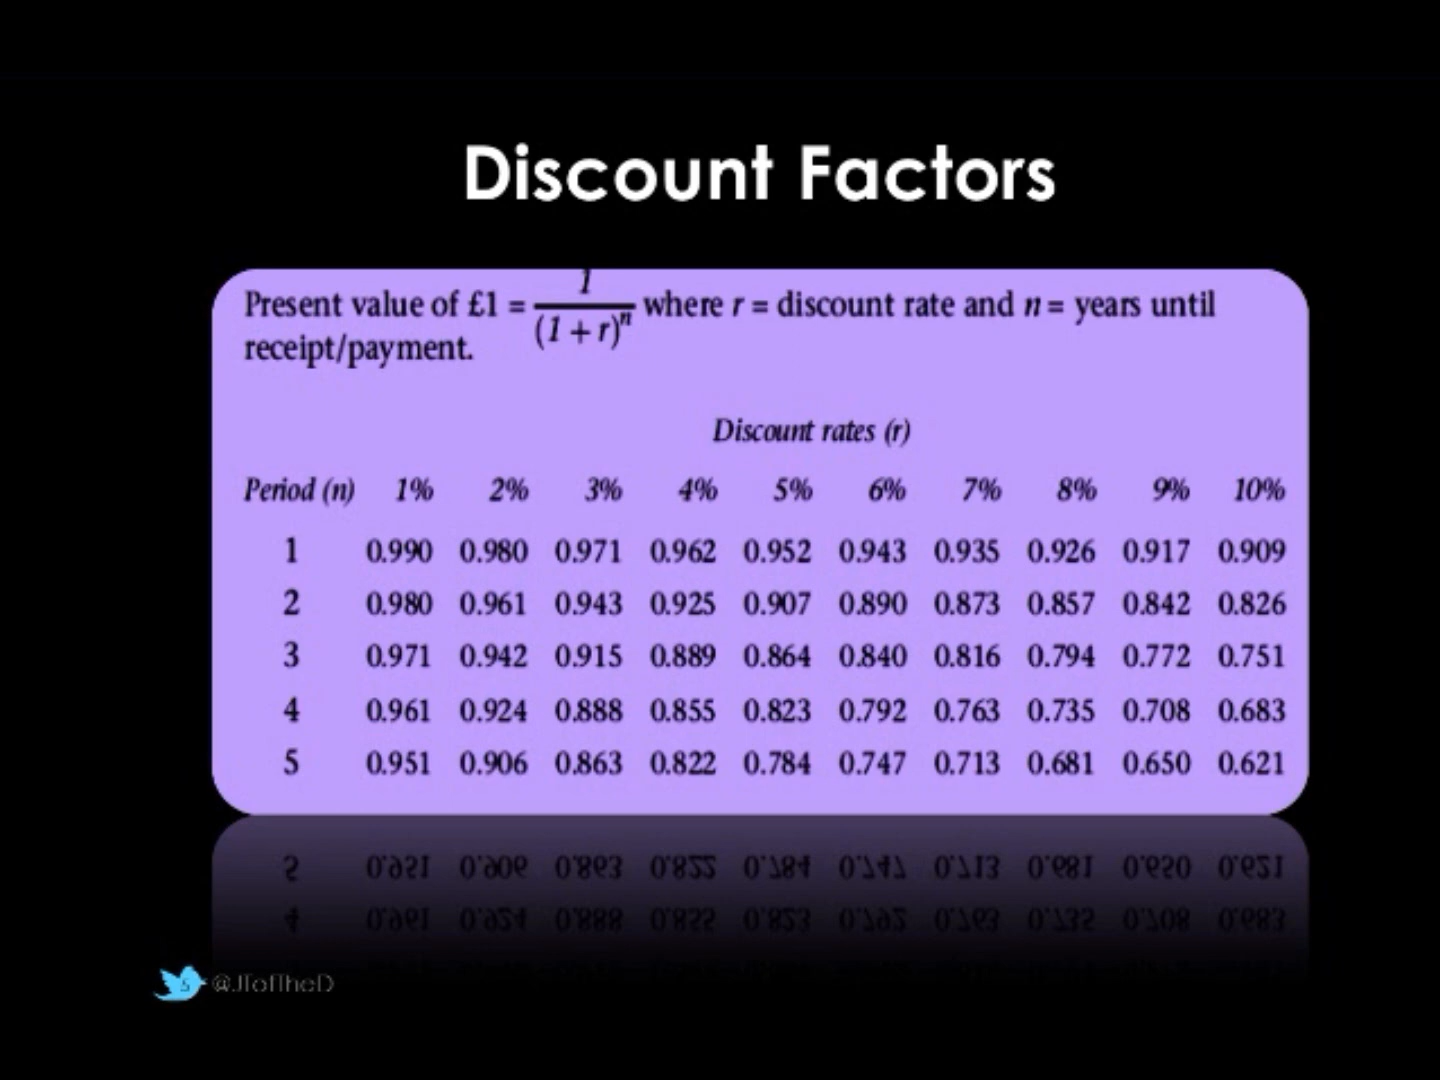 Discount Factors
1
Present value of £1 = (1 + r)ⁿ where r = discount rate and n = years until
receipt/payment.
Discount rates (r)
Period (n) 1% 2% 3% 4% 5% 6% 7% 8% 9% 10%
1 0.990 0.980 0.971 0.962 0.952 0.943 0.935 0.926 0.917 0.909
2 0.980 0.961 0.943 0.925 0.907 0.890 0.873 0.857 0.842 0.826
3 0.971 0.942 0.915 0.889 0.864 0.840 0.816 0.794 0.772 0.751
4 0.961 0.924 0.888 0.855 0.823 0.792 0.763 0.735 0.708 0.683
5 0.951 0.906 0.863 0.822 0.784 0.747 0.713 0.681 0.650 0.621
5 @JTofTheD